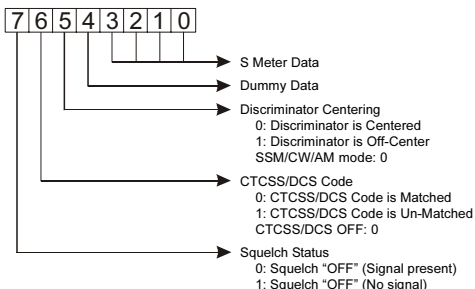 7 6 5 4 3 2 1 0
S Meter Data
Dummy Data
Discriminator Centering
0: Discriminator is Centered
1: Discriminator is Off-Center
SSM/CW/AM mode: 0
CTCSS/DCS Code
0: CTCSS/DCS Code is Matched
1: CTCSS/DCS Code is Un-Matched
CTCSS/DCS OFF: 0
Squelch Status
0: Squelch “OFF” (Signal present)
1: Squelch “OFF” (No signal)